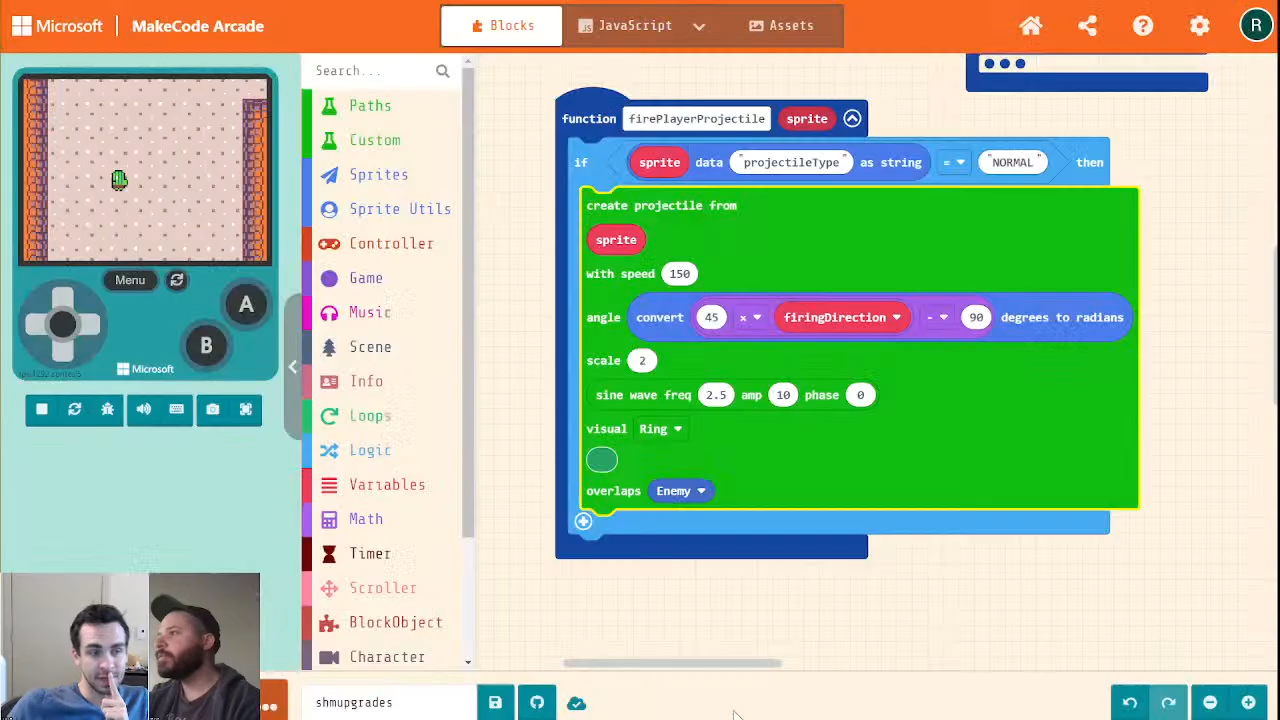 Microsoft
MakeCode Arcade
Blocks
JavaScript
Assets
R
Search...
Paths
Custom
Sprites
Sprite Utils
Controller
Game
Music
Scene
Info
Loops
Logic
Variables
Math
Timer
Scroller
BlockObject
Character
Menu
A
B
Microsoft
function firePlayerProjectile sprite
if sprite data "projectileType" as string = "NORMAL" then
create projectile from
sprite
with speed 150
angle convert 45 × firingDirection - 90 degrees to radians
scale 2
sine wave freq 2.5 amp 10 phase 0
visual Ring
overlaps Enemy
shmupgrades